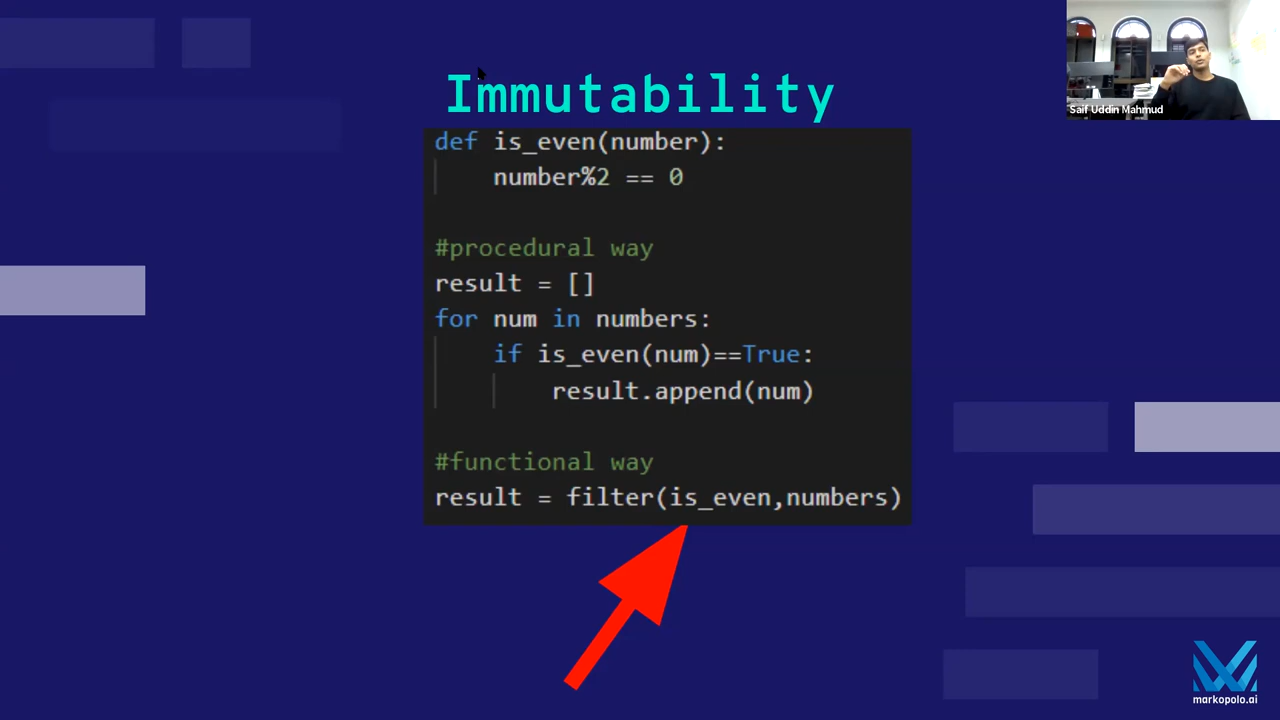 Immutability
Saif Uddin Mahmud
def is_even(number):
    number%2 == 0
#procedural way
result = []
for num in numbers:
    if is_even(num)==True:
        result.append(num)
#functional way
result = filter(is_even,numbers)
markopolo.ai